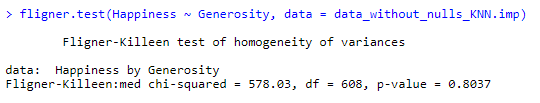 > fligner.test(Happiness ~ Generosity, data = data_without_nulls_KNN.imp)
Fligner-Killeen test of homogeneity of variances
data:  Happiness by Generosity
Fligner-Killeen:med chi-squared = 578.03, df = 608, p-value = 0.8037